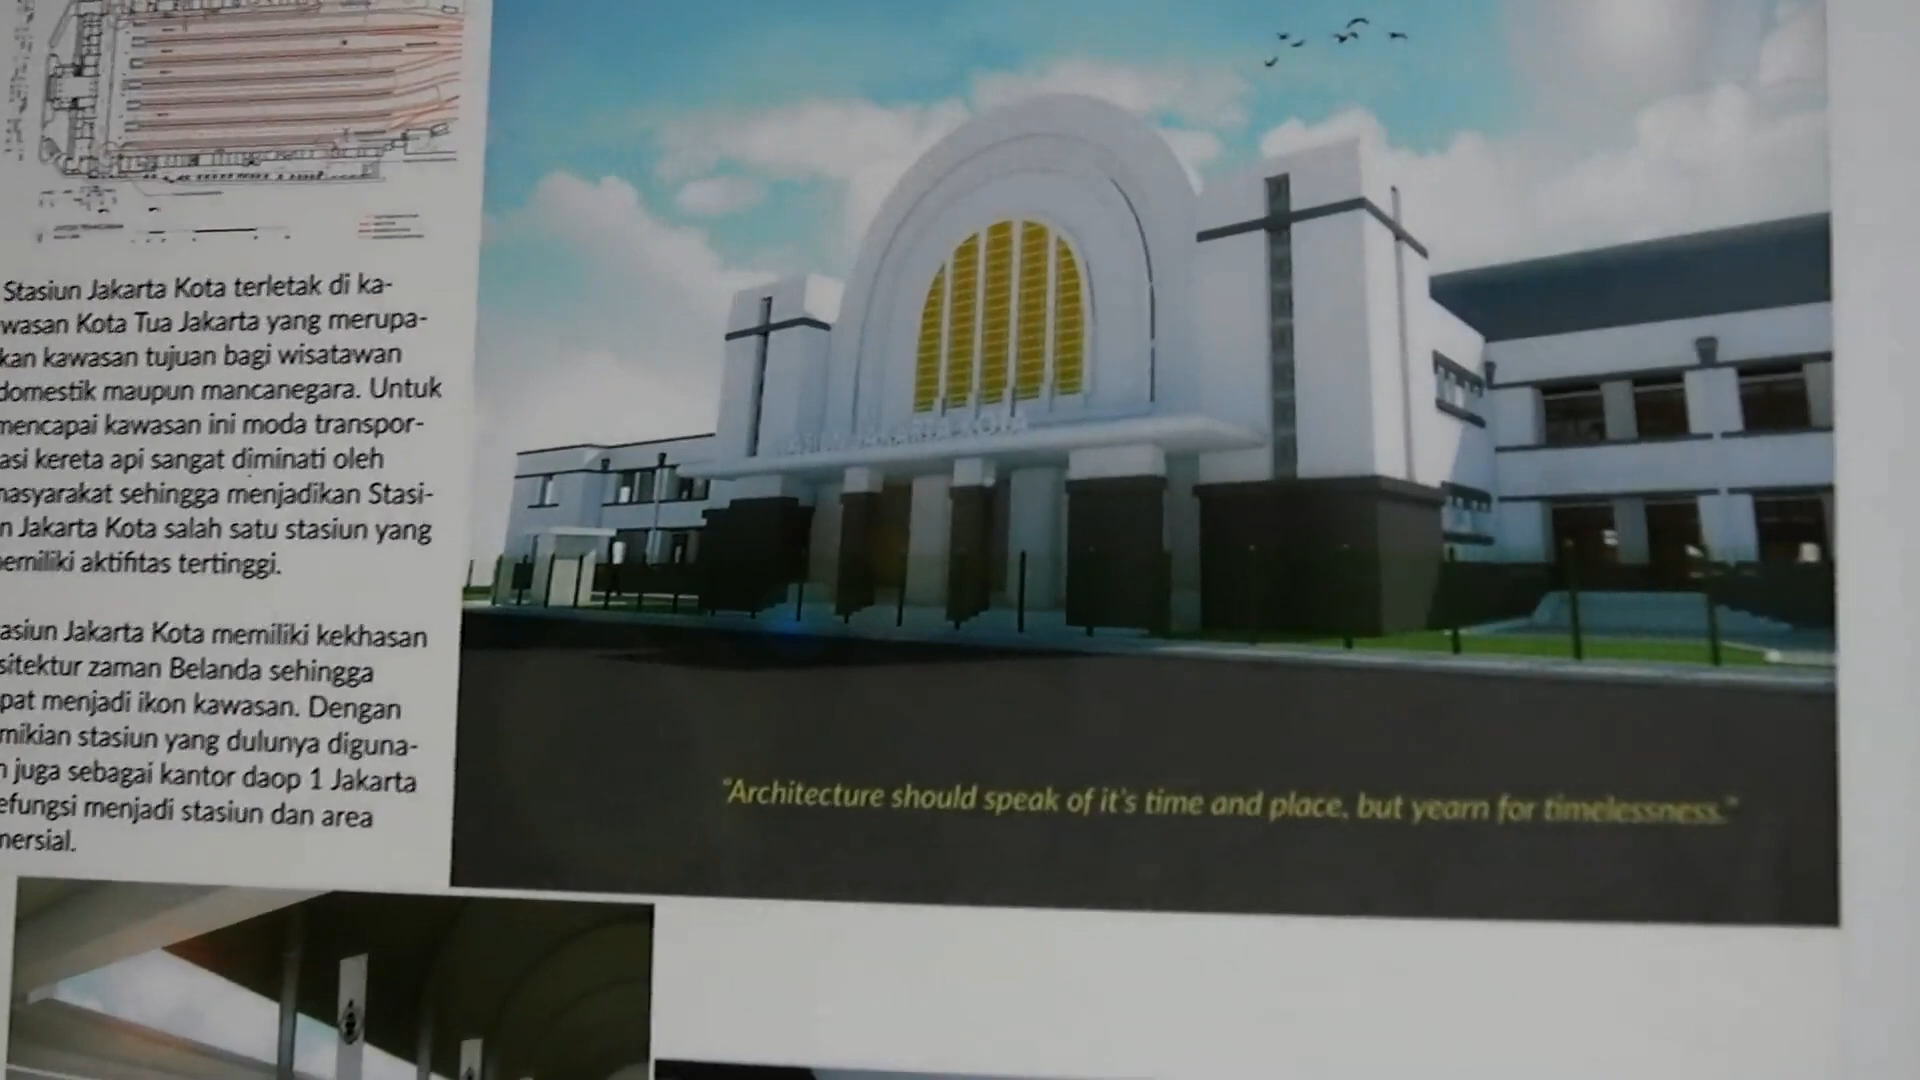 Stasiun Jakarta Kota terletak di ka-
wasan Kota Tua Jakarta yang merupa-
kan kawasan tujuan bagi wisatawan
domestik maupun mancanegara. Untuk
mencapai kawasan ini moda transpor-
asi kereta api sangat diminati oleh
masyarakat sehingga menjadikan Stasi-
n Jakarta Kota salah satu stasiun yang
emiliki aktifitas tertinggi.
asiun Jakarta Kota memiliki kekhasan
sitektur zaman Belanda sehingga
pat menjadi ikon kawasan. Dengan
mikian stasiun yang dulunya diguna-
n juga sebagai kantor daop 1 Jakarta
efungsi menjadi stasiun dan area
mersial.
STASIUN JAKARTA KOTA
"Architecture should speak of it's time and place, but yearn for timelessness."